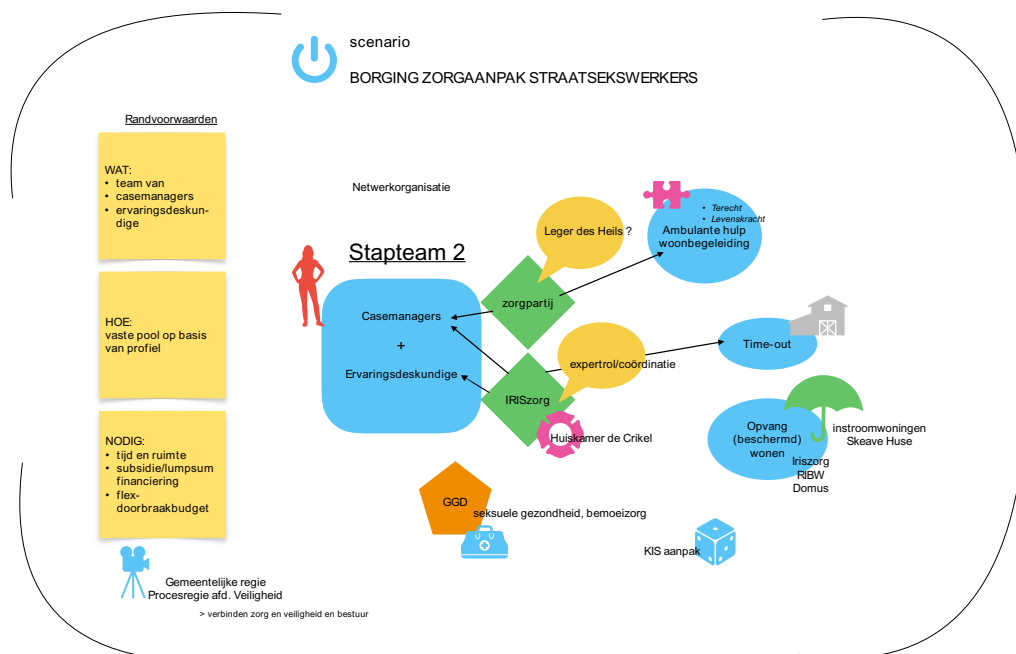 scenario
BORGING ZORGAANPAK STRAATSEKSWERKERS
Randvoorwaarden
WAT:
• team van
• casemanagers
• ervaringsdeskun-
dige
HOE:
vaste pool op basis
van profiel
NODIG:
• tijd en ruimte
• subsidie/lumpsum
financiering
• flex-
doorbraakbudget
Gemeentelijke regie
Procesregie afd. Veiligheid
> verbinden zorg en veiligheid en bestuur
Netwerkorganisatie
Stapteam 2
Casemanagers
+
Ervaringsdeskundige
Leger des Heils ?
zorgpartij
expertrol/coördinatie
IRISzorg
Huiskamer de Crikel
GGD
seksuele gezondheid, bemoeizorg
• Terecht
• Levenskracht
Ambulante hulp
woonbegeleiding
Time-out
Opvang
(beschermd)
wonen
Iriszorg
RIBW
Domus
instroomwoningen
Skeave Huse
KIS aanpak